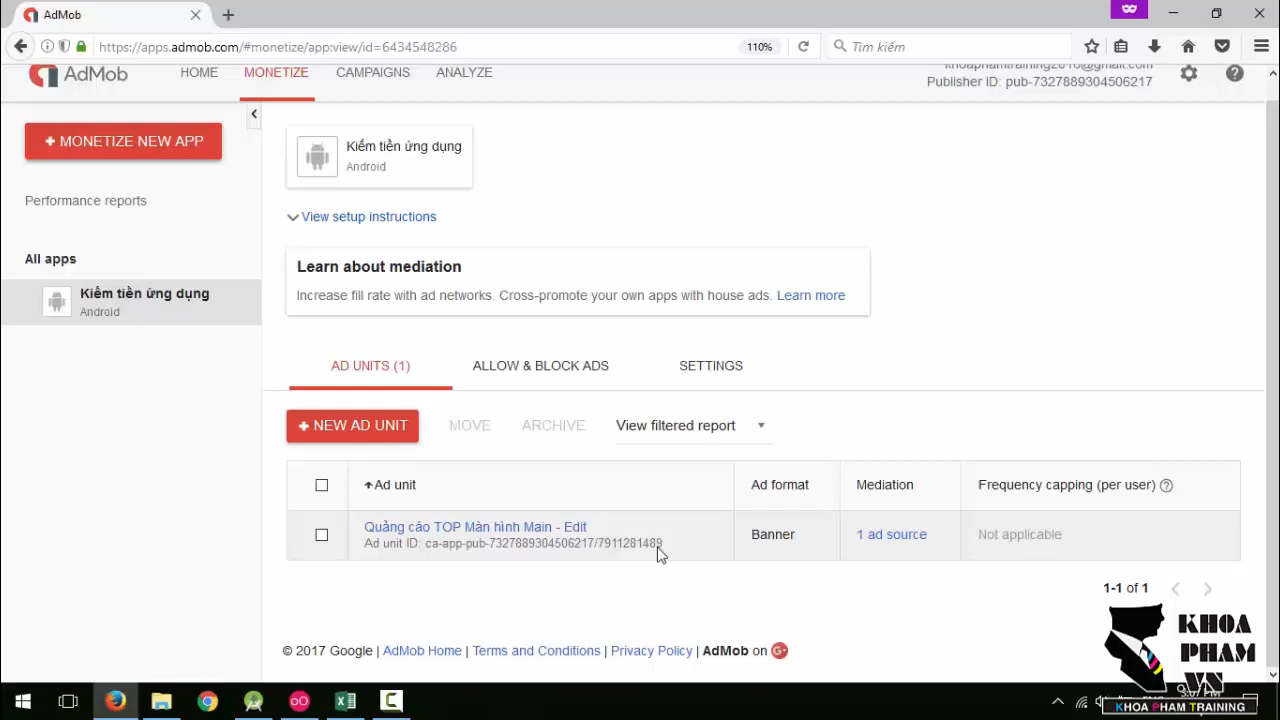 AdMob
https://apps.admob.com/#monetize/app:view/id=6434548286
110%
Tìm kiếm
AdMob
HOME
MONETIZE
CAMPAIGNS
ANALYZE
khoaphamtraining2016@gmail.com
Publisher ID: pub-7327889304506217
MONETIZE NEW APP
Performance reports
All apps
Kiếm tiền ứng dụng
Android
Kiếm tiền ứng dụng
Android
View setup instructions
Learn about mediation
Increase fill rate with ad networks. Cross-promote your own apps with house ads. Learn more
AD UNITS (1)
ALLOW & BLOCK ADS
SETTINGS
NEW AD UNIT
MOVE
ARCHIVE
View filtered report
Ad unit
Ad format
Mediation
Frequency capping (per user)
Quảng cáo TOP Màn hình Main - Edit
Ad unit ID: ca-app-pub-7327889304506217/7911281489
Banner
1 ad source
Not applicable
1-1 of 1
© 2017 Google | AdMob Home | Terms and Conditions | Privacy Policy | AdMob on G+
KHOA
PHAM
.VN
KHOA PHAM TRAINING